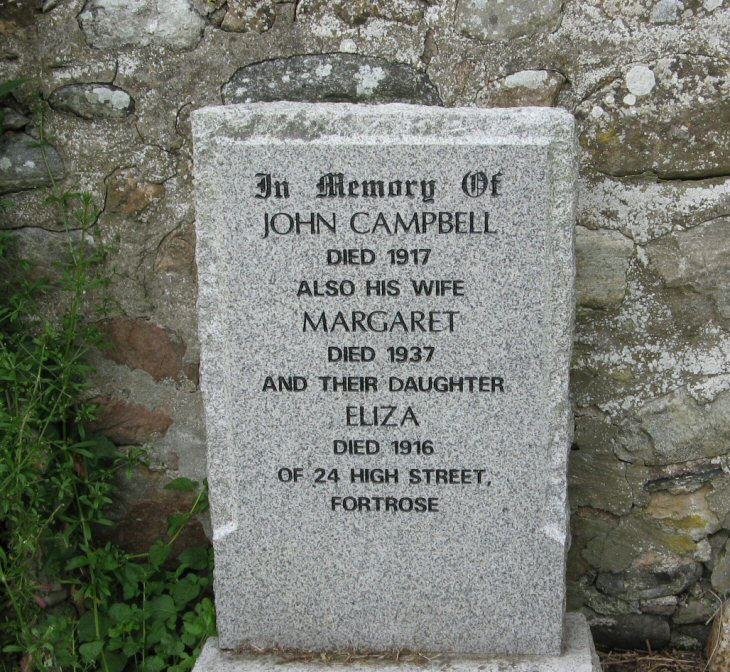 In Memory Of
JOHN CAMPBELL
DIED 1917
ALSO HIS WIFE
MARGARET
DIED 1937
AND THEIR DAUGHTER
ELIZA
DIED 1916
OF 24 HIGH STREET,
FORTROSE